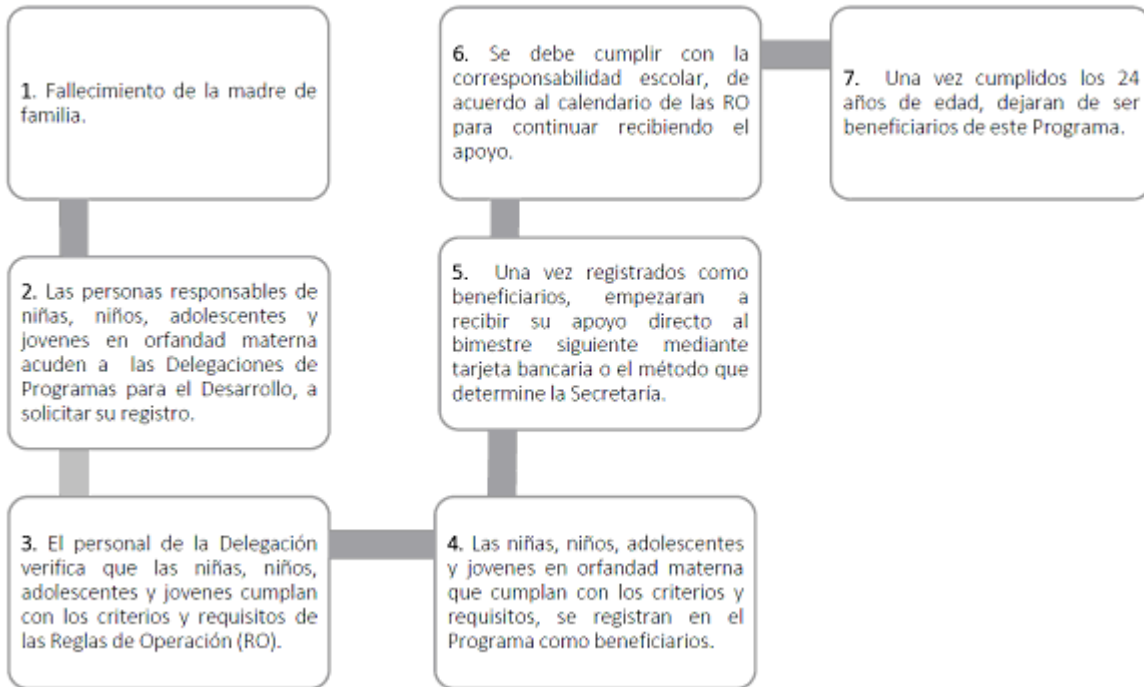 1. Fallecimiento de la madre de
familia.
2. Las personas responsables de
niñas, niños, adolescentes y
jovenes en orfandad materna
acuden a las Delegaciones de
Programas para el Desarrollo, a
solicitar su registro.
3. El personal de la Delegación
verifica que las niñas, niños,
adolescentes y jovenes cumplan
con los criterios y requisitos de
las Reglas de Operación (RO).
4. Las niñas, niños, adolescentes
y jovenes en orfandad materna
que cumplan con los criterios y
requisitos, se registran en el
Programa como beneficiarios.
5. Una vez registrados como
beneficiarios, empezaran a
recibir su apoyo directo al
bimestre siguiente mediante
tarjeta bancaria o el método que
determine la Secretaría.
6. Se debe cumplir con la
corresponsabilidad escolar, de
acuerdo al calendario de las RO
para continuar recibiendo el
apoyo.
7. Una vez cumplidos los 24
años de edad, dejaran de ser
beneficiarios de este Programa.